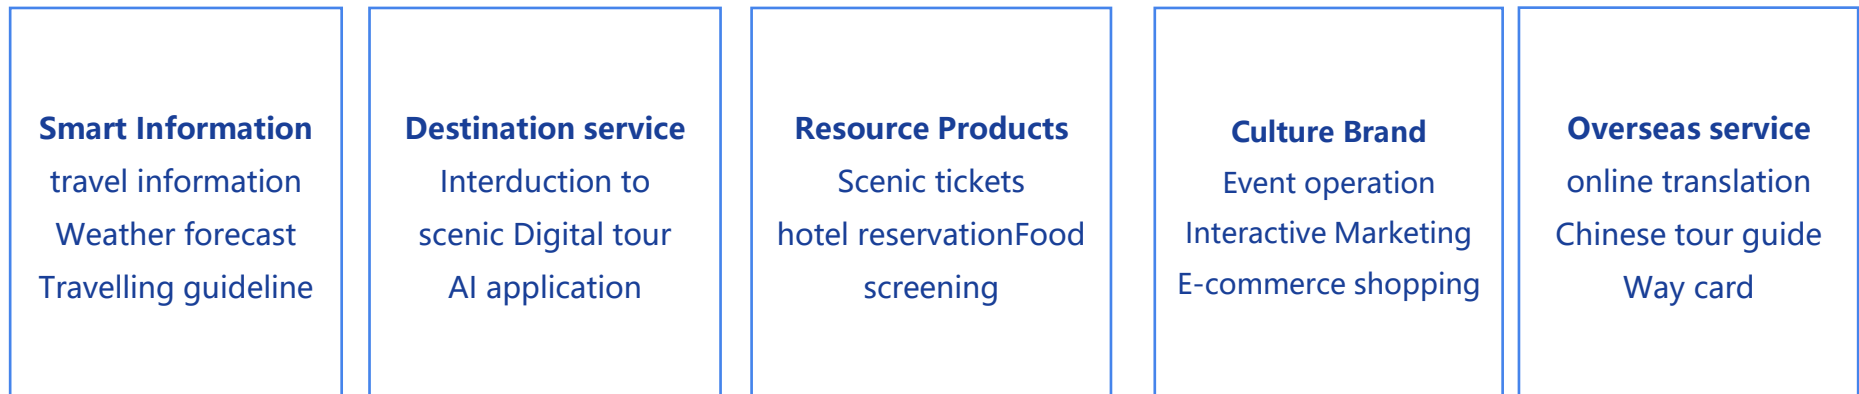 Smart Information
travel information
Weather forecast
Travelling guideline
Destination service
Interduction to
scenic Digital tour
AI application
Resource Products
Scenic tickets
hotel reservationFood
screening
Culture Brand
Event operation
Interactive Marketing
E-commerce shopping
Overseas service
online translation
Chinese tour guide
Way card